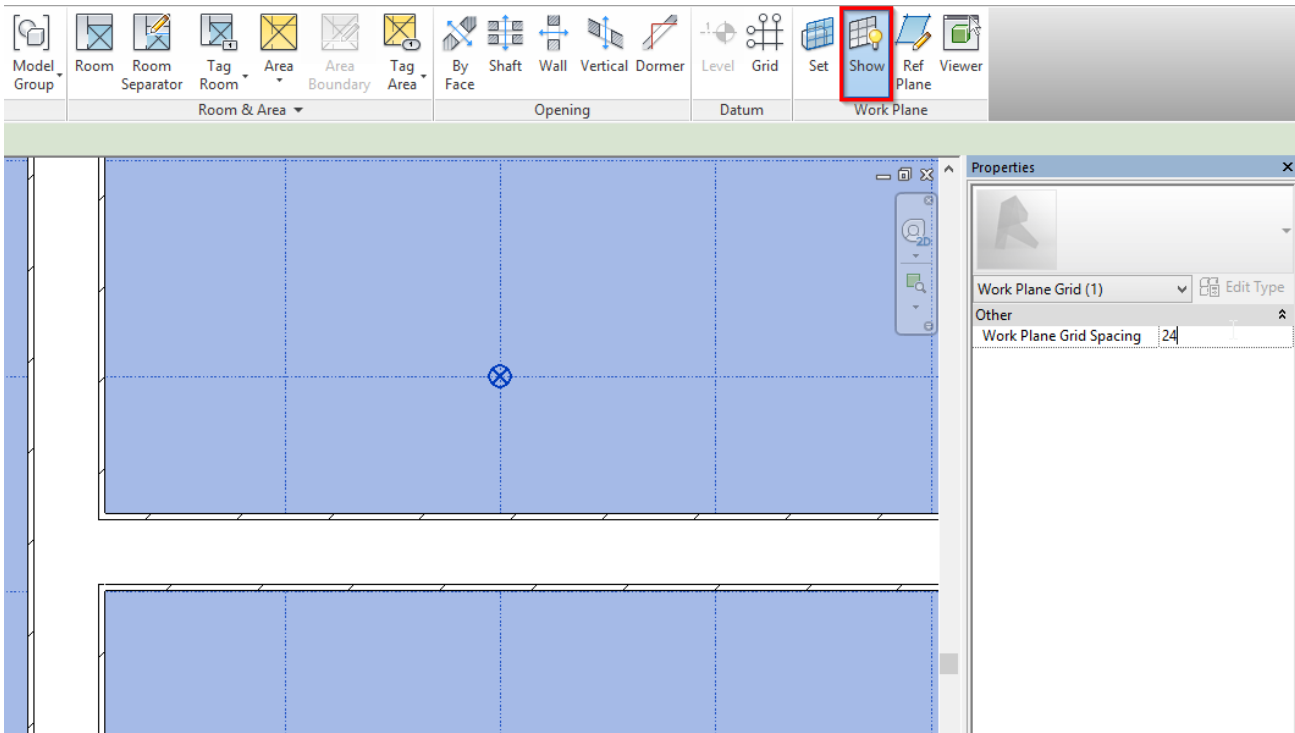 Model Group
Room
Room Separator
Tag Room
1
Area
Area Boundary
Tag Area
1
By Face
Shaft
Wall
Vertical
Dormer
Level
Grid
Set
Show
Ref Plane
Viewer
Room & Area
Opening
Datum
Work Plane
Properties
2D
Work Plane Grid (1)
Edit Type
Other
Work Plane Grid Spacing 24